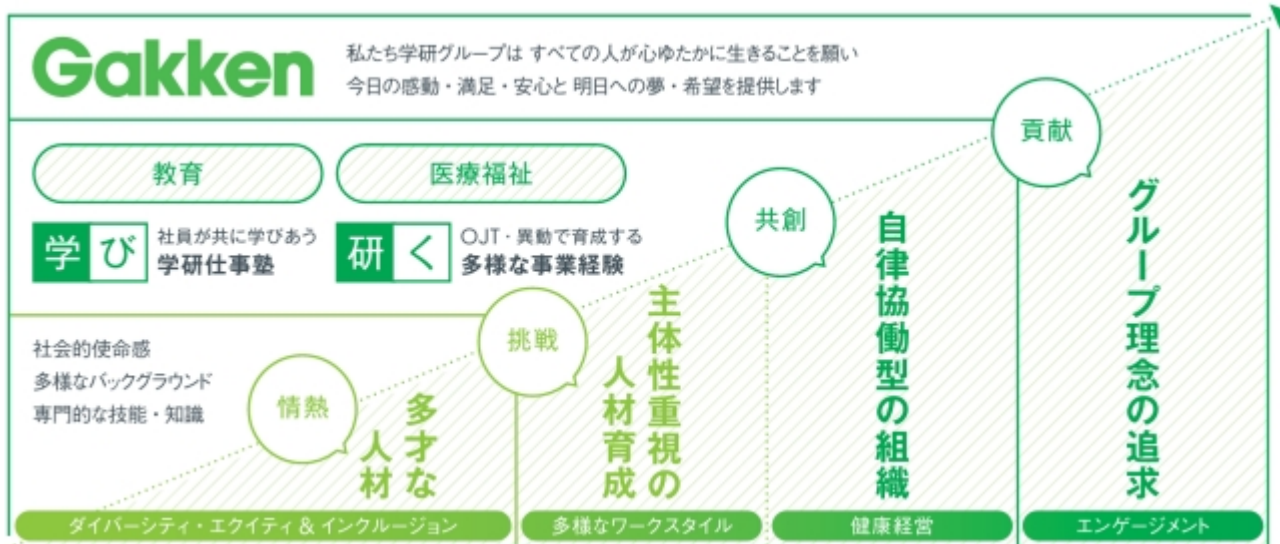 Gakken
私たち学研グループは すべての人が心ゆたかに生きることを願い
今日の感動・満足・安心と 明日への夢・希望を提供します
教育
医療福祉
学び
社員が共に学びあう
学研仕事塾
研く
OJT・異動で育成する
多様な事業経験
社会的使命感
多様なバックグラウンド
専門的な技能・知識
情熱
挑戦
共創
貢献
多才な
人材
主体性重視の
人材育成
自律協働型の組織
グループ理念の追求
ダイバーシティ・エクイティ & インクルージョン
多様なワークスタイル
健康経営
エンゲージメント